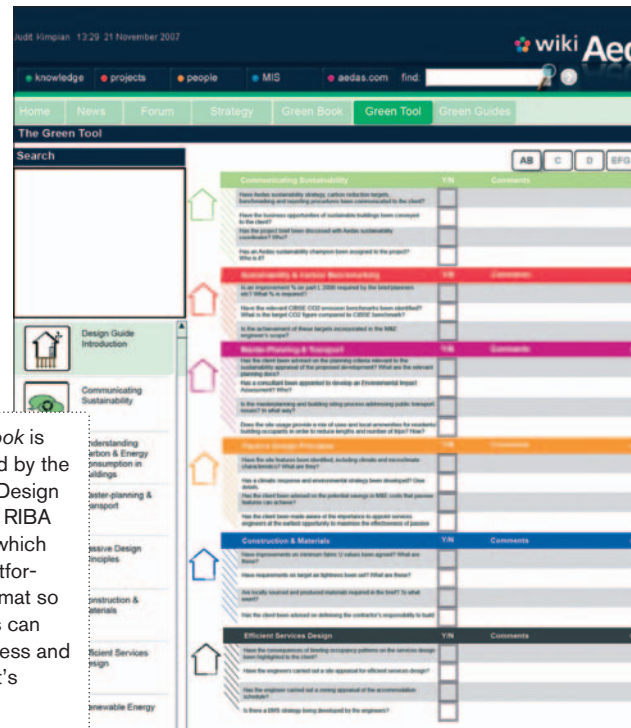 Judit Kimpian 13:29 21 November 2007
wiki Aed
knowledge projects people MIS aedas.com find:
Home News Forum Strategy Green Book Green Tool Green Guides
The Green Tool
Search
AB C D EFG
Communicating Sustainability Y/N Comments
Have Aedas sustainability strategy, carbon reduction targets,
benchmarking and reporting procedures been communicated to the client?
Have the business opportunities of sustainable buildings been conveyed
to the client?
Has the project brief been discussed with Aedas sustainability
coordinator? Who?
Has an Aedas sustainability champion been assigned to the project?
Who is it?
Sustainability & Carbon Benchmarking Y/N Comments
Is an improvement % on part L 2006 required by the brief/planners
etc? What % is required?
Have the relevant CIBSE CO2 emission benchmarks been identified?
What is the target CO2 figure compared to CIBSE benchmark?
Is the achievement of these targets incorporated in the M&E
engineer's scope?
Master-Planning & Transport Y/N Comments
Has the client been advised on the planning criteria relevant to the
sustainability appraisal of the proposed development? What are the relevant
planning docs?
Has a consultant been appointed to develop an Environmental Impact
Assessment? Who?
Is the masterplanning and building siting process addressing public transport
issues? In what way?
Does the site usage provide a mix of uses and local amenities for residents/
building occupants in order to reduce lengths and number of trips? How?
Passive Design Principles Y/N Comments
Have the site features been identified, including climate and microclimate
characteristics? What are they?
Has a climate response and environmental strategy been developed? Give
details.
Has the client been advised on the potential savings in M&E costs that passive
features can achieve?
Has the client been made aware of the importance to appoint services
engineers at the earliest opportunity to maximise the effectiveness of passive
Construction & Materials Y/N Comments
Have improvements on minimum fabric U values been agreed? What are
these?
Have requirements on target air tightness been set? What are these?
Are locally sourced and produced materials required in the brief? To what
extent?
Has the client been advised on defining the contractor's responsibility to build
Efficient Services Design Y/N Comments
Have the consequences of limiting occupancy patterns on the services design
been highlighted to the client?
Have the engineers carried out a site appraisal for efficient services design?
Has the engineer carried out a zoning appraisal of the accommodation
schedule?
Is there a BMS strategy being developed by the engineers?
Design Guide
Introduction
Communicating
Sustainability
nderstanding
arbon & Energy
onsumption in
uildings
aster-planning &
ansport
assive Design
inciples
onstruction &
aterials
fficient Services
esign
enewable Energy
ook is
d by the
Design
RIBA
which
tfor-
mat so
s can
ess and
t's